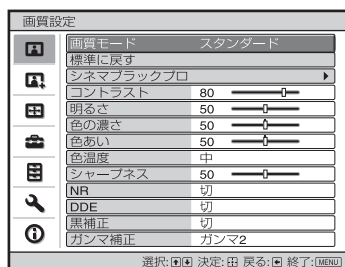 画質設定
画質モード スタンダード
標準に戻す
シネマブラックプロ
コントラスト 80
明るさ 50
色の濃さ 50
色あい 50
色温度 中
シャープネス 50
NR 切
DDE 切
黒補正 切
ガンマ補正 ガンマ2
選択: 決定: 戻る: 終了: MENU